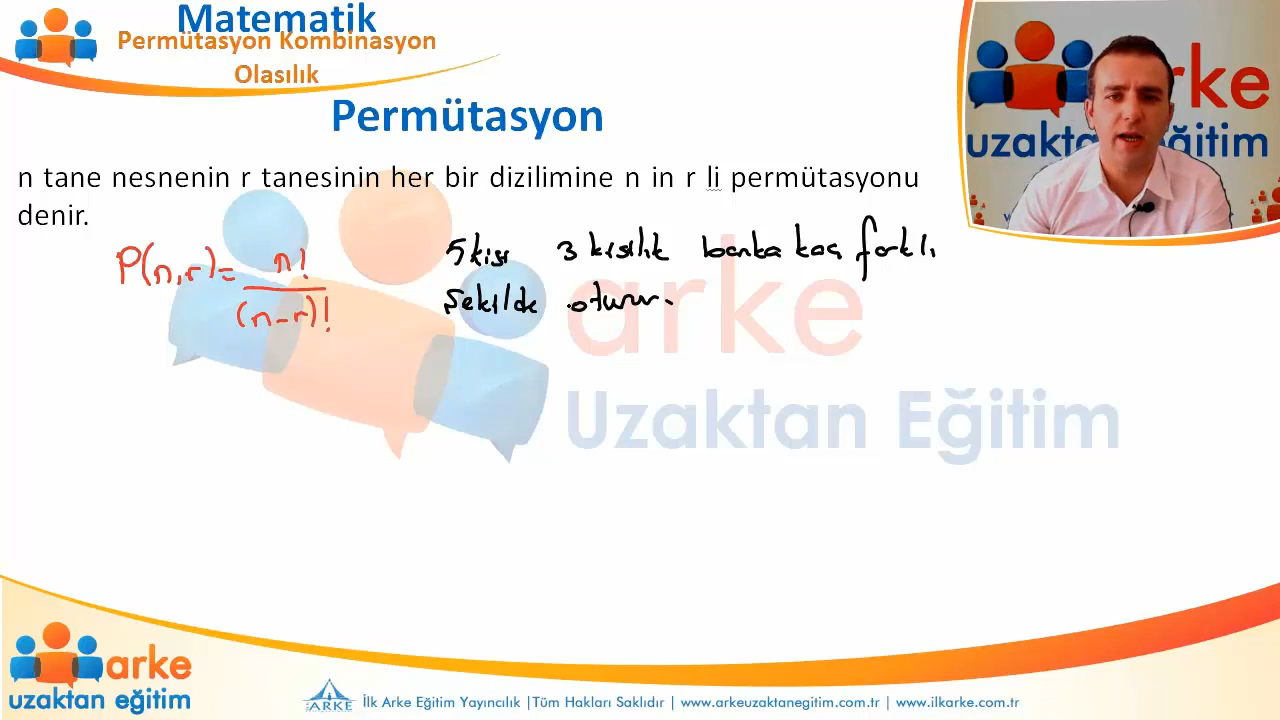 Matematik
Permütasyon Kombinasyon
Olasılık
Permütasyon
n tane nesnenin r tanesinin her bir dizilimine n in r li permütasyonu
denir.
P(n,r) = n! / (n-r)!
5 kişi 3 kişilik banka kaç farklı
şekilde oturur.
arke
Uzaktan Eğitim
arke
uzaktan eğitim
arke
uzaktan eğitim
ARKE
İlk Arke Eğitim Yayıncılık |Tüm Hakları Saklıdır | www.arkeuzaktanegitim.com.tr | www.ilkarke.com.tr